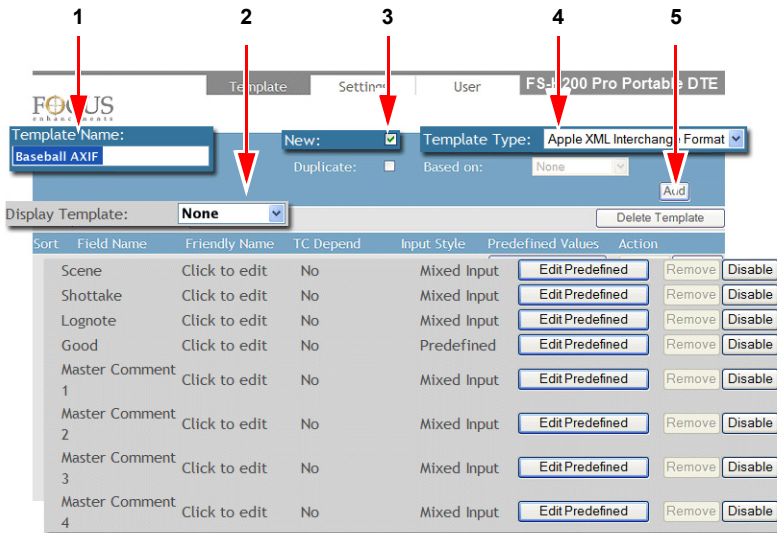 1 2 3 4 5
Template Settings User FS-H200 Pro Portable DTE
FOCUS
enhancements
Template Name:
Baseball AXIF
New:
Template Type: Apple XML Interchange Format
Duplicate: Based on: None
Add
Display Template: None
Delete Template
Sort Field Name Friendly Name TC Depend Input Style Predefined Values Action
Scene Click to edit No Mixed Input Edit Predefined Remove Disable
Shottake Click to edit No Mixed Input Edit Predefined Remove Disable
Lognote Click to edit No Mixed Input Edit Predefined Remove Disable
Good Click to edit No Predefined Edit Predefined Remove Disable
Master Comment
1 Click to edit No Mixed Input Edit Predefined Remove Disable
Master Comment
2 Click to edit No Mixed Input Edit Predefined Remove Disable
Master Comment
3 Click to edit No Mixed Input Edit Predefined Remove Disable
Master Comment
4 Click to edit No Mixed Input Edit Predefined Remove Disable